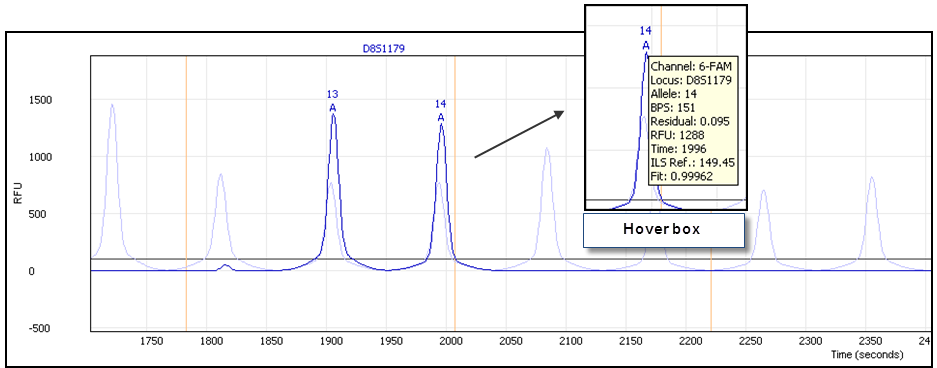 D8S1179
14
A
Channel: 6-FAM
Locus: D8S1179
Allele: 14
BPS: 151
Residual: 0.095
RFU: 1288
Time: 1996
ILS Ref.: 149.45
Fit: 0.99962
Hover box
13
A
14
A
RFU
1500
1000
500
0
-500
1750 1800 1850 1900 1950 2000 2050 2100 2150 2200 2250 2300 2350 24
Time (seconds)